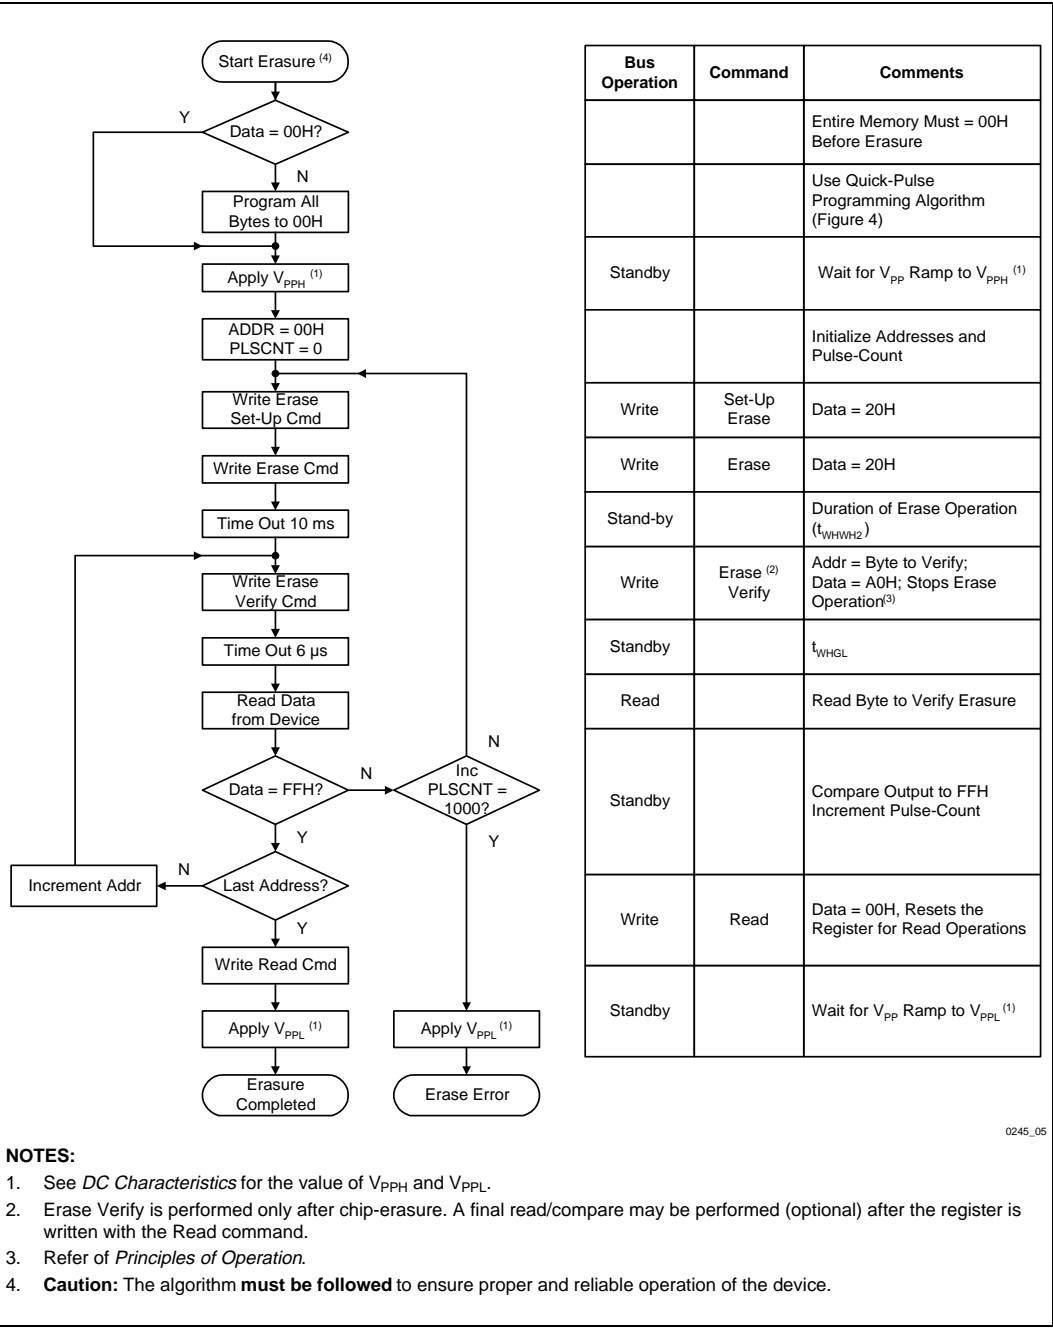 Start Erasure (4)
Y
Data = 00H?
N
Program All
Bytes to 00H
Apply VPPH (1)
ADDR = 00H
PLSCNT = 0
Write Erase
Set-Up Cmd
Write Erase Cmd
Time Out 10 ms
Write Erase
Verify Cmd
Time Out 6 µs
Read Data
from Device
Data = FFH?
N
Y
N
Inc
PLSCNT =
1000?
Y
Increment Addr
N
Last Address?
Y
Write Read Cmd
Apply VPPL (1)
Erasure
Completed
Apply VPPL (1)
Erase Error
Bus
Operation
Command
Comments
Entire Memory Must = 00H
Before Erasure
Use Quick-Pulse
Programming Algorithm
(Figure 4)
Standby
Wait for VPP Ramp to VPPH (1)
Initialize Addresses and
Pulse-Count
Write
Set-Up
Erase
Data = 20H
Write
Erase
Data = 20H
Stand-by
Duration of Erase Operation
(tWHWH2)
Write
Erase (2)
Verify
Addr = Byte to Verify;
Data = A0H; Stops Erase
Operation(3)
Standby
tWHGL
Read
Read Byte to Verify Erasure
Standby
Compare Output to FFH
Increment Pulse-Count
Write
Read
Data = 00H, Resets the
Register for Read Operations
Standby
Wait for VPP Ramp to VPPL (1)
0245_05
NOTES:
1. See DC Characteristics for the value of VPPH and VPPL.
2. Erase Verify is performed only after chip-erasure. A final read/compare may be performed (optional) after the register is
written with the Read command.
3. Refer of Principles of Operation.
4. Caution: The algorithm must be followed to ensure proper and reliable operation of the device.